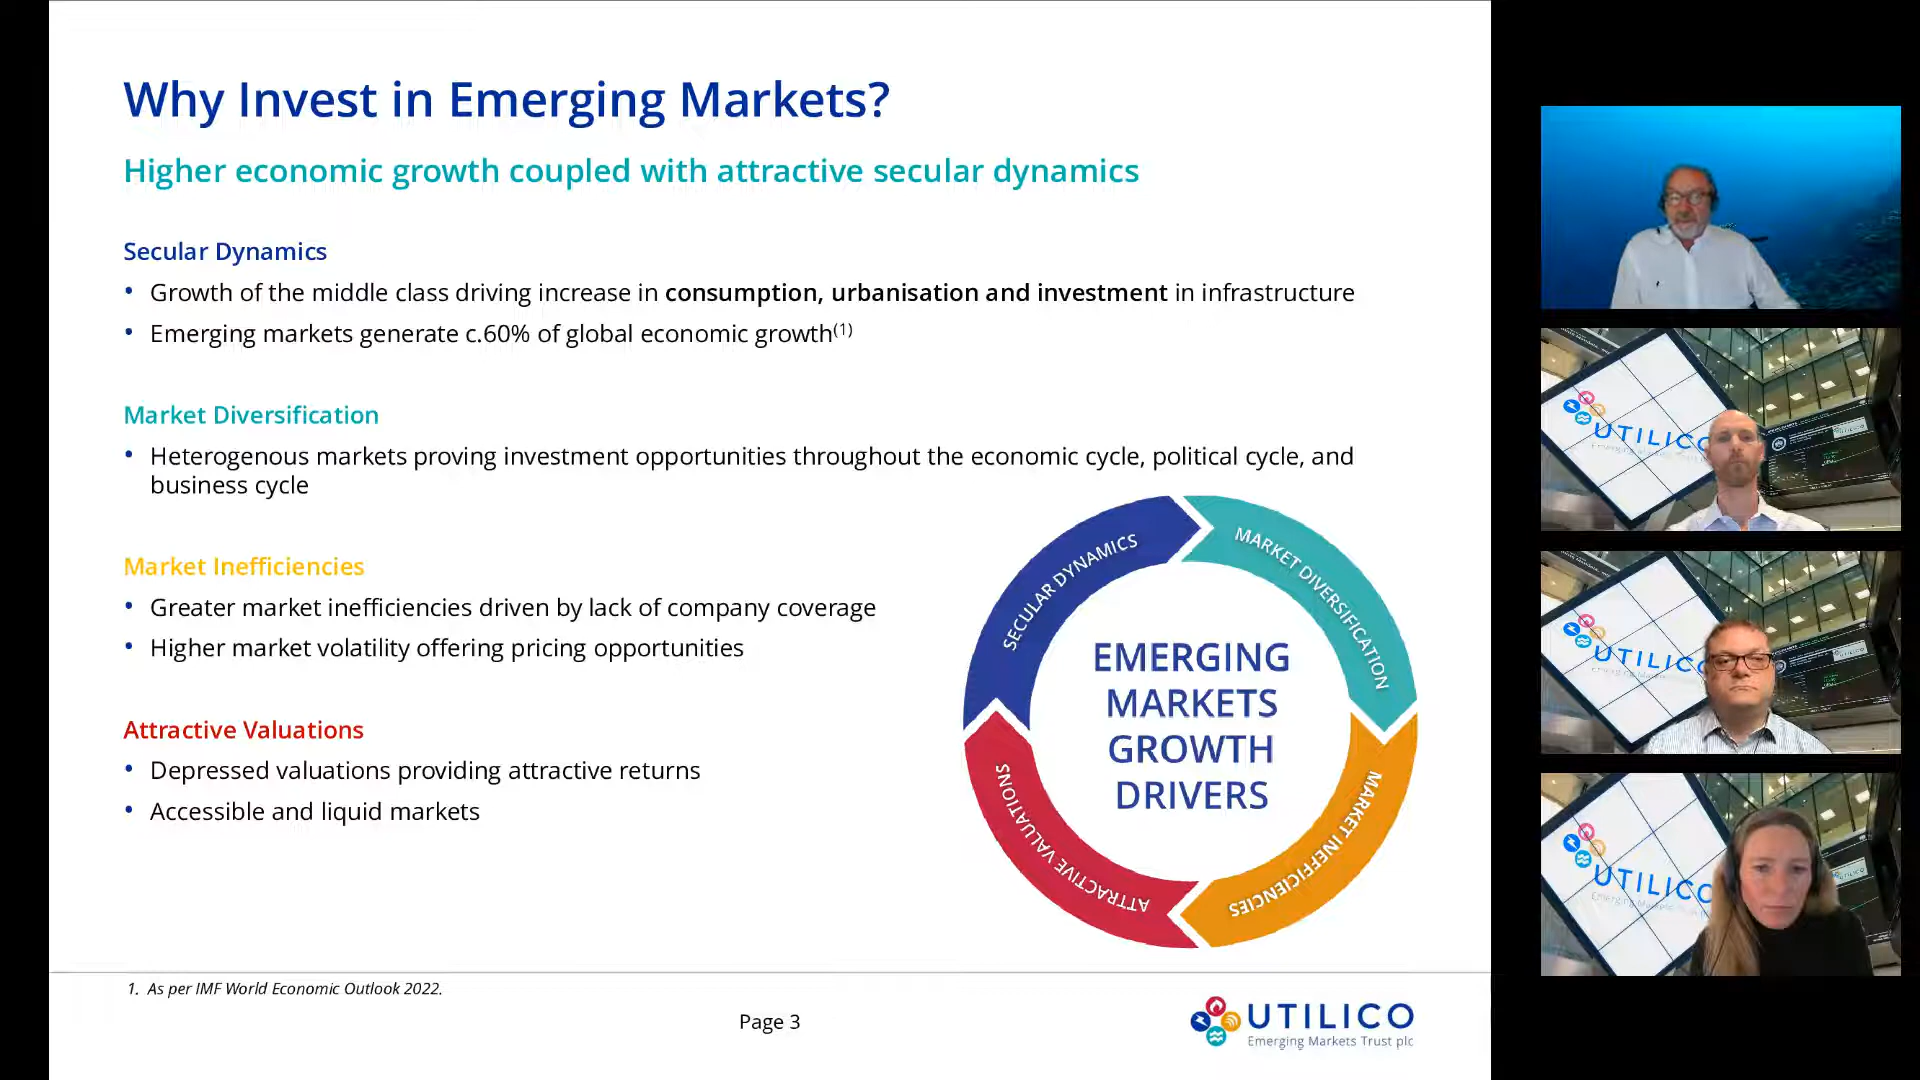 Why Invest in Emerging Markets?
Higher economic growth coupled with attractive secular dynamics
Secular Dynamics
• Growth of the middle class driving increase in consumption, urbanisation and investment in infrastructure
• Emerging markets generate c.60% of global economic growth(1)
Market Diversification
• Heterogenous markets proving investment opportunities throughout the economic cycle, political cycle, and
business cycle
Market Inefficiencies
• Greater market inefficiencies driven by lack of company coverage
• Higher market volatility offering pricing opportunities
Attractive Valuations
• Depressed valuations providing attractive returns
• Accessible and liquid markets
SECULAR DYNAMICS
MARKET DIVERSIFICATION
MARKET INEFFICIENCIES
ATTRACTIVE VALUATIONS
EMERGING
MARKETS
GROWTH
DRIVERS
1. As per IMF World Economic Outlook 2022.
Page 3
UTILICO
Emerging Markets Trust plc
UTILICO
UTILICO
UTILICO